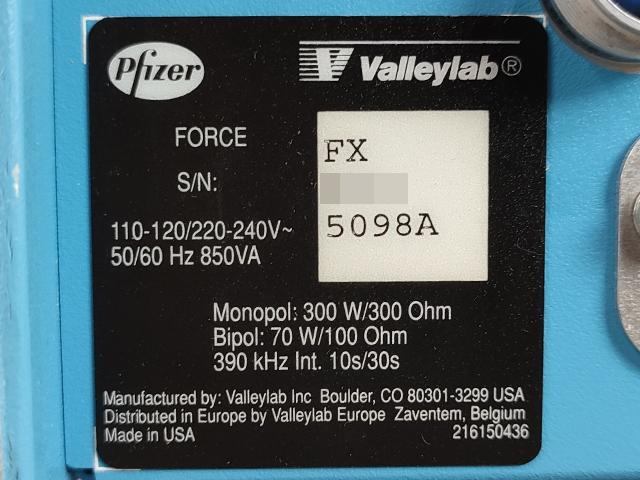 Pfizer
Valleylab®
FORCE FX
S/N:
110-120/220-240V~ 5098A
50/60 Hz 850VA
Monopol: 300 W/300 Ohm
Bipol: 70 W/100 Ohm
390 kHz Int. 10s/30s
Manufactured by: Valleylab Inc Boulder, CO 80301-3299 USA
Distributed in Europe by Valleylab Europe Zaventem, Belgium
Made in USA 216150436